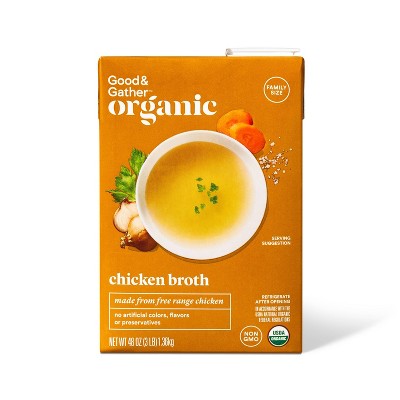 Good &
Gather™
organic
FAMILY
SIZE
SERVING
SUGGESTION
chicken broth
made from free range chicken
no artificial colors, flavors
or preservatives
REFRIGERATE
AFTER OPENING
NET WT 48 OZ (3 LB) 1.36kg
NON
GMO
USDA
ORGANIC